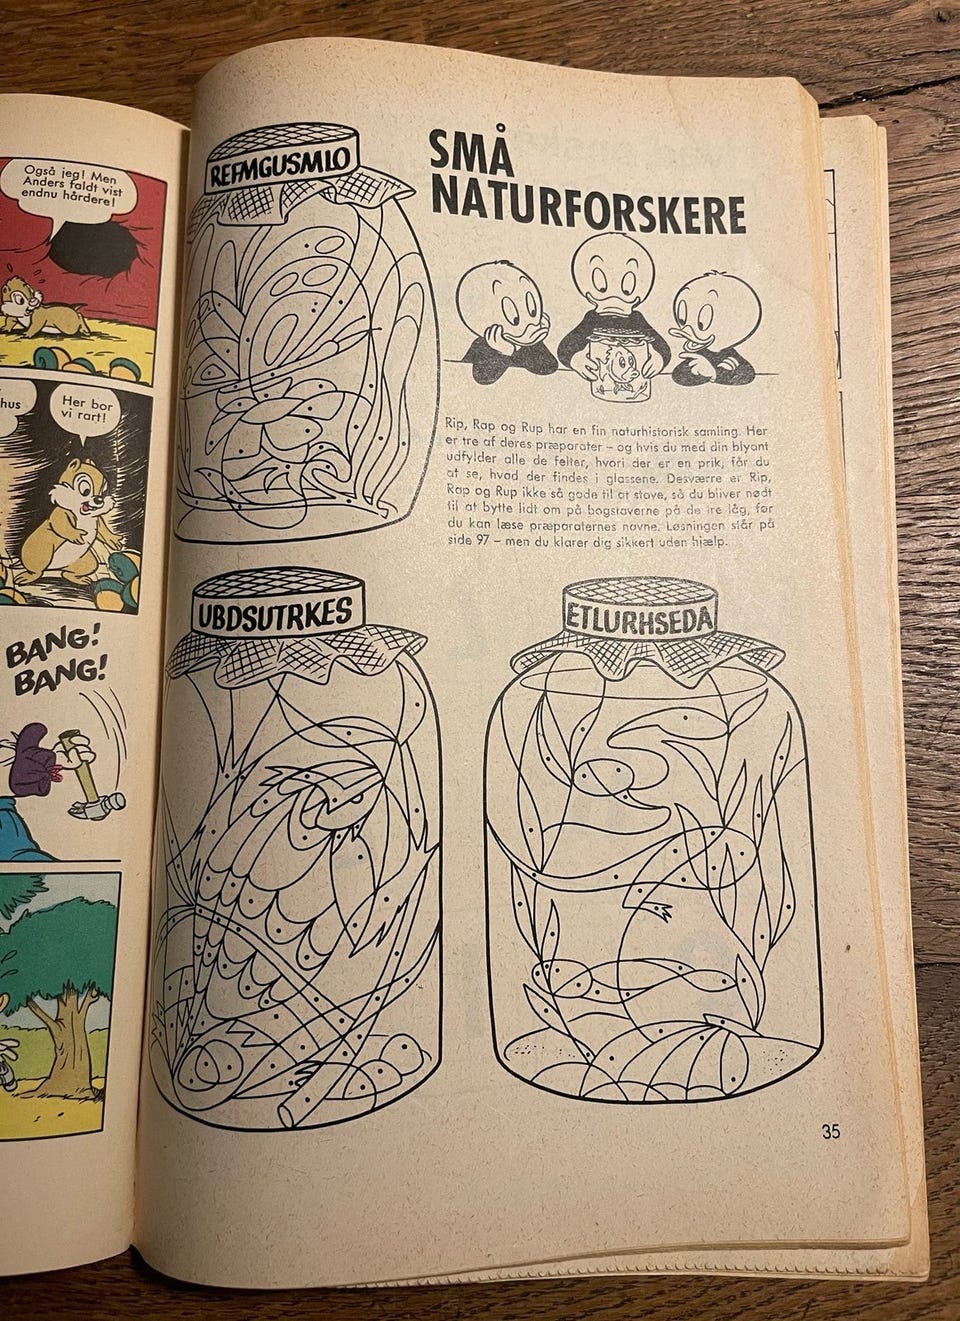 Også jeg! Men
Anders faldt vist
endnu hårdere!
hus
Her bor
vi rart!
BANG!
BANG!
REFMGUSMLO
SMÅ
NATURFORSKERE
Rip, Rap og Rup har en fin naturhistorisk samling. Her
er tre af deres præparater – og hvis du med din blyant
udfylder alle de felter, hvori der er en prik, får du
at se, hvad der findes i glassene. Desværre er Rip,
Rap og Rup ikke så gode til at stave, så du bliver nødt
til at bytte lidt om på bogstaverne på de tre låg, før
du kan læse præparaternes navne. Løsningen står på
side 97 – men du klarer dig sikkert uden hjælp.
UBDSUTRKES
ETLURHSEDA
35